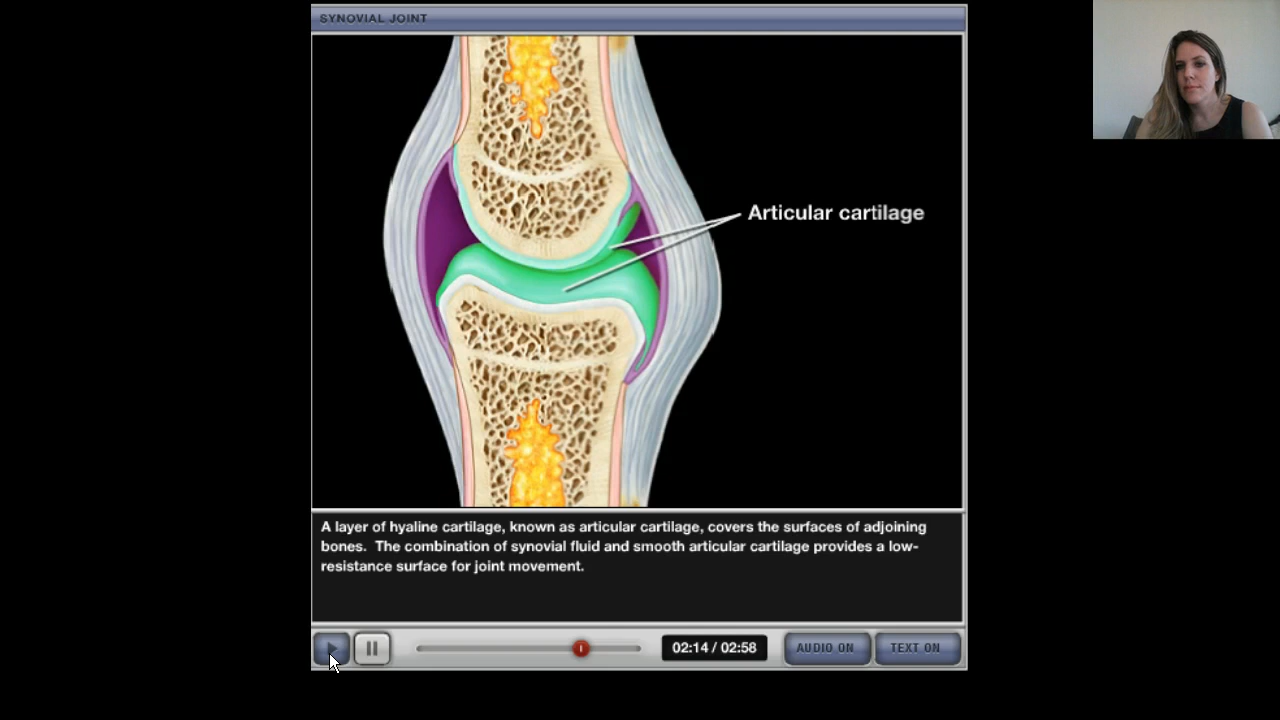 SYNOVIAL JOINT
Articular cartilage
A layer of hyaline cartilage, known as articular cartilage, covers the surfaces of adjoining
bones.  The combination of synovial fluid and smooth articular cartilage provides a low-
resistance surface for joint movement.
02:14 / 02:58
AUDIO ON
TEXT ON